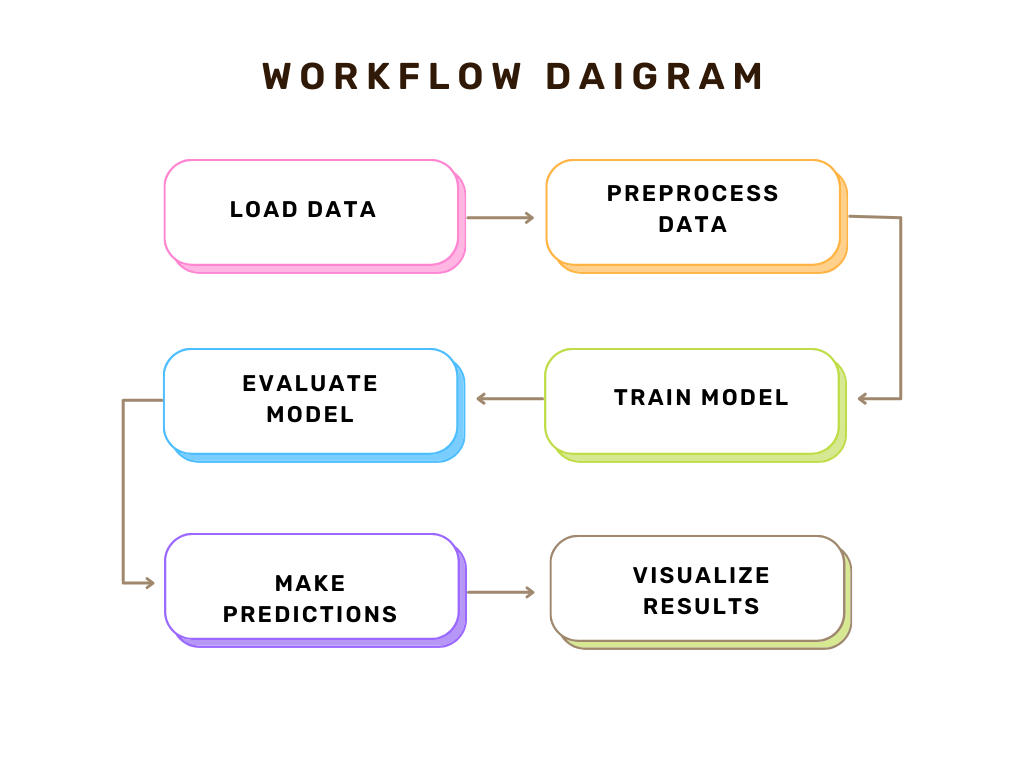 WORKFLOW DAIGRAM
LOAD DATA
PREPROCESS
DATA
TRAIN MODEL
EVALUATE
MODEL
MAKE
PREDICTIONS
VISUALIZE
RESULTS